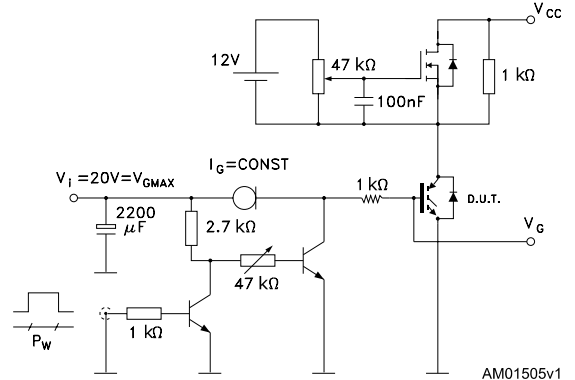 V_CC
12V
47 kΩ
1 kΩ
100nF
I_G=CONST
V_i =20V=V_GMAX
1 kΩ
D.U.T.
2200
μF
2.7 kΩ
V_G
47 kΩ
1 kΩ
P_W
AM01505v1